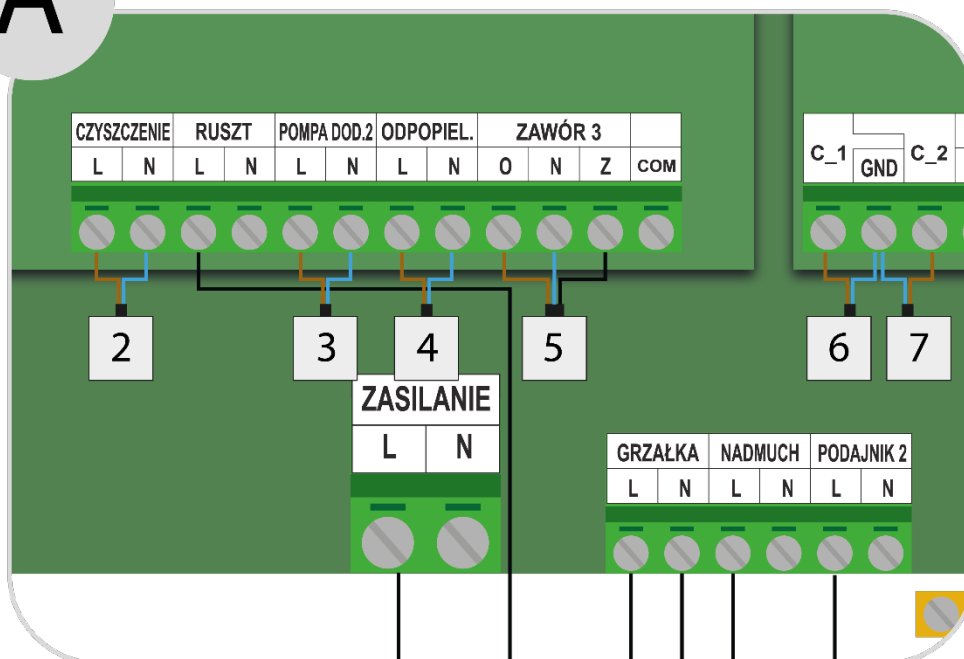 A
CZYSZCZENIE RUSZT POMPA DOD.2 ODPOPIEL. ZAWÓR 3
L N L N L N L N O N Z COM
C_1 GND C_2
2 3 4 5 6 7
ZASILANIE
L N
GRZAŁKA NADMUCH PODAJNIK 2
L N L N L N